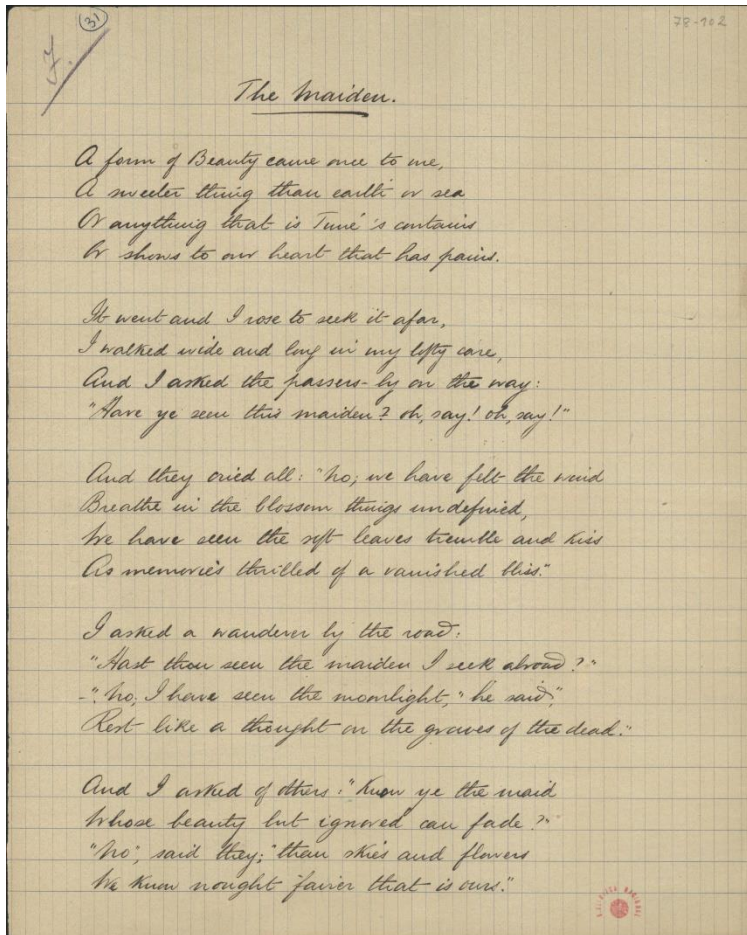 31
F.
78-102
The Maiden.
A form of Beauty came once to me,
A sweeter thing than earth or sea
Or anything that is Time's contains
Or shows to our heart that has pains.
It went and I rose to seek it afar,
I walked wide and long in my lofty care,
And I asked the passers-by on the way:
"Have ye seen this maiden? oh, say! oh, say!"
And they cried all: "No; we have felt the wind
Breathe in the blossom things undefined,
We have seen the soft leaves tremble and kiss
As memories thrilled of a vanished bliss."
I asked a wanderer by the road:
"Hast thou seen the maiden I seek abroad?"
-"No, I have seen the moonlight," he said,"
Rest like a thought on the graves of the dead."
And I asked of others: "Know ye the maid
Whose beauty but ignored can fade?"
"No", said they; "than skies and flowers
We know nought fairer that is ours."